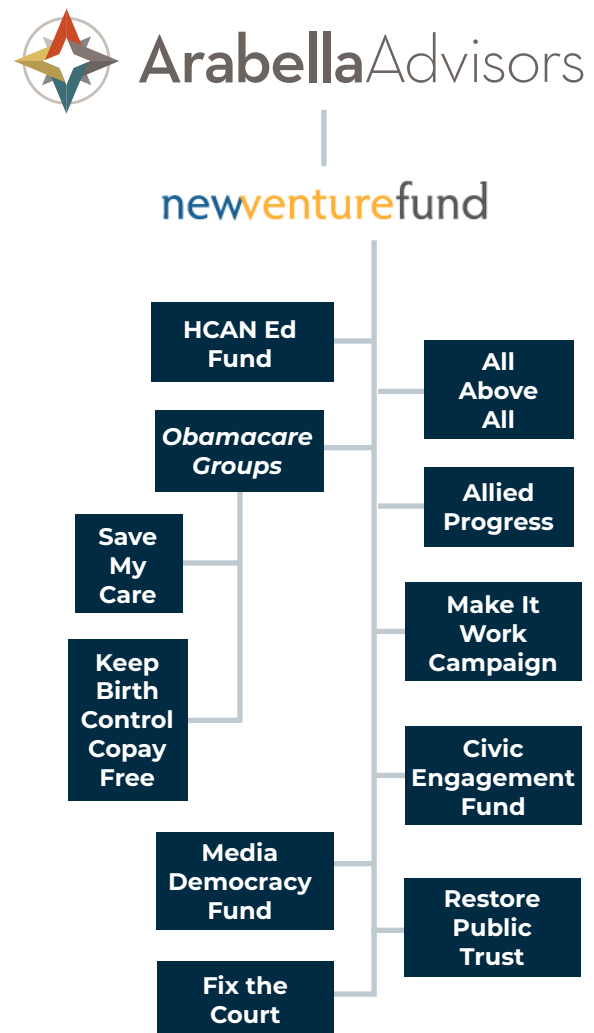 ArabellaAdvisors
newventurefund
HCAN Ed
Fund
All
Above
All
Obamacare
Groups
Allied
Progress
Save
My
Care
Make It
Work
Campaign
Keep
Birth
Control
Copay
Free
Civic
Engagement
Fund
Media
Democracy
Fund
Restore
Public
Trust
Fix the
Court